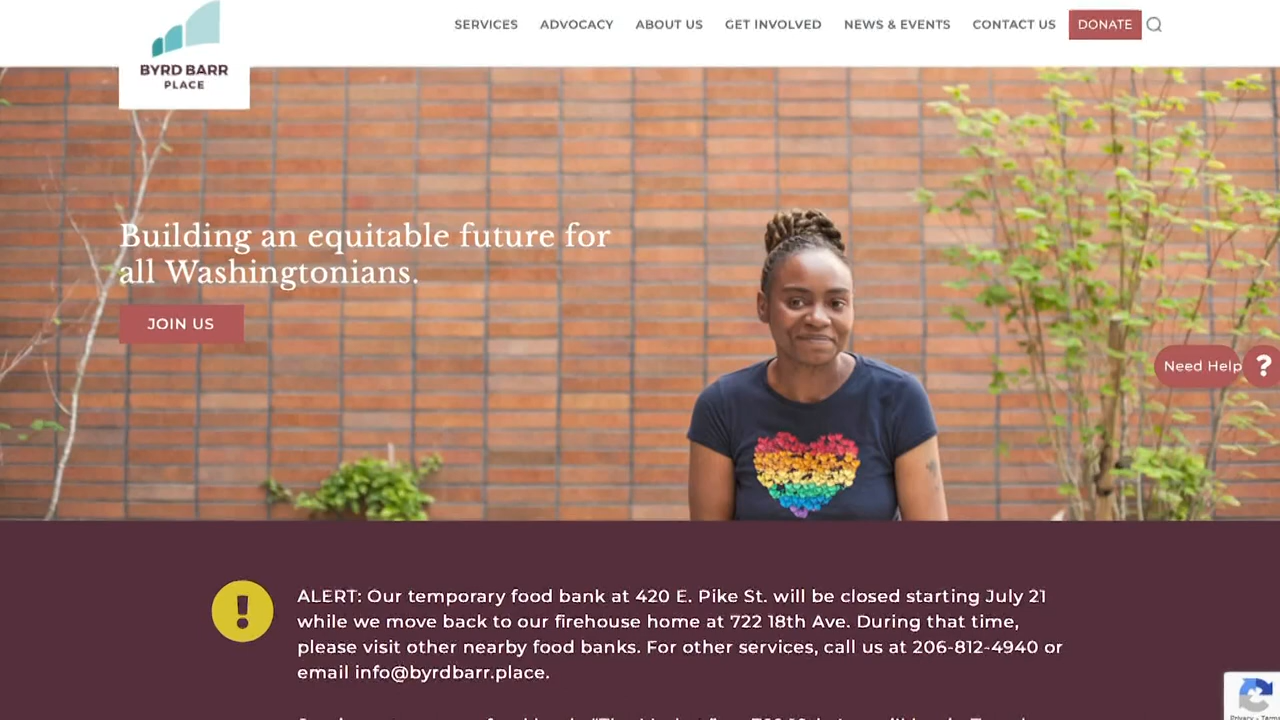 SERVICES ADVOCACY ABOUT US GET INVOLVED NEWS & EVENTS CONTACT US DONATE
BYRD BARR
PLACE
Building an equitable future for
all Washingtonians.
JOIN US
Need Help ?
ALERT: Our temporary food bank at 420 E. Pike St. will be closed starting July 21
while we move back to our firehouse home at 722 18th Ave. During that time,
please visit other nearby food banks. For other services, call us at 206-812-4940 or
email info@byrdbarr.place.